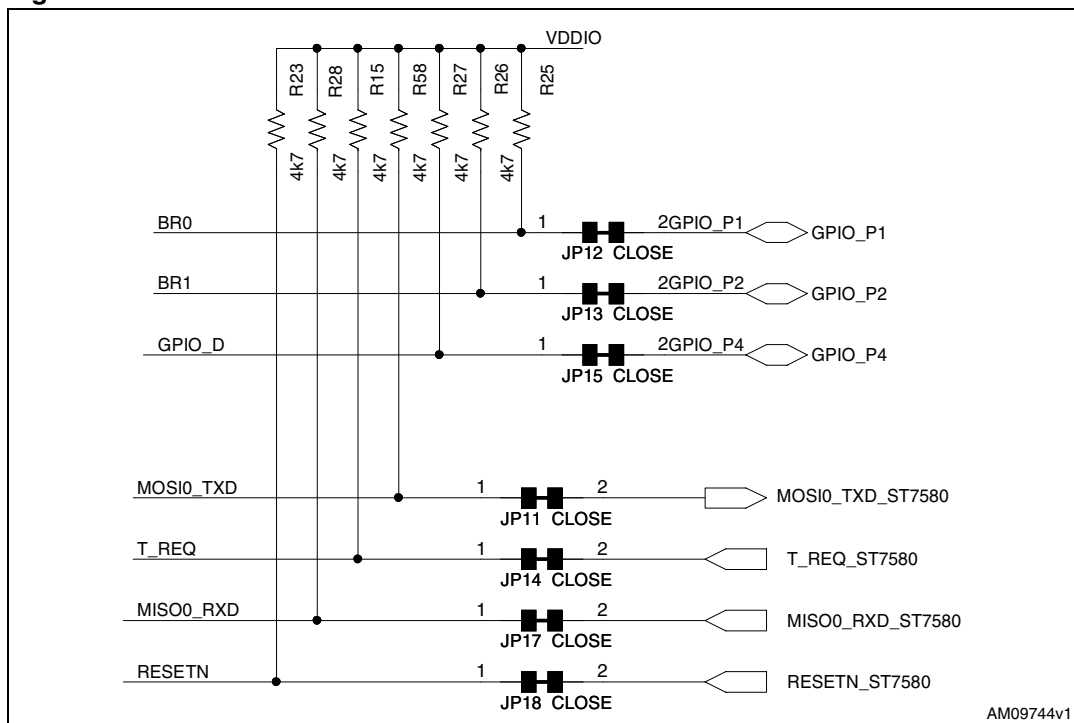 VDDIO
R23
R28
R15
R58
R27
R26
R25
4k7
4k7
4k7
4k7
4k7
4k7
BR0
1
2GPIO_P1
GPIO_P1
JP12 CLOSE
BR1
1
2GPIO_P2
GPIO_P2
JP13 CLOSE
GPIO_D
1
2GPIO_P4
GPIO_P4
JP15 CLOSE
MOSI0_TXD
1
2
MOSI0_TXD_ST7580
JP11 CLOSE
T_REQ
1
2
T_REQ_ST7580
JP14 CLOSE
MISO0_RXD
1
2
MISO0_RXD_ST7580
JP17 CLOSE
RESETN
1
2
RESETN_ST7580
JP18 CLOSE
AM09744v1